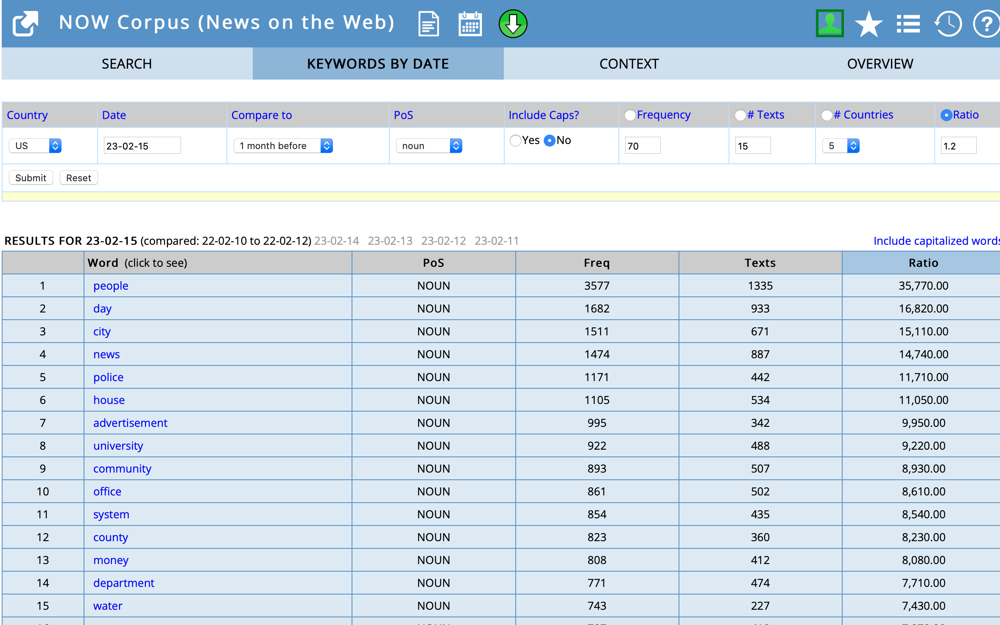 NOW Corpus (News on the Web)
?
SEARCH KEYWORDS BY DATE CONTEXT OVERVIEW
Country Date Compare to PoS Include Caps? Frequency # Texts # Countries Ratio
US 23-02-15 1 month before noun Yes No 70 15 5 1.2
Submit Reset
RESULTS FOR 23-02-15 (compared: 22-02-10 to 22-02-12) 23-02-14 23-02-13 23-02-12 23-02-11 Include capitalized words
Word (click to see) PoS Freq Texts Ratio
1 people NOUN 3577 1335 35,770.00
2 day NOUN 1682 933 16,820.00
3 city NOUN 1511 671 15,110.00
4 news NOUN 1474 887 14,740.00
5 police NOUN 1171 442 11,710.00
6 house NOUN 1105 534 11,050.00
7 advertisement NOUN 995 342 9,950.00
8 university NOUN 922 488 9,220.00
9 community NOUN 893 507 8,930.00
10 office NOUN 861 502 8,610.00
11 system NOUN 854 435 8,540.00
12 county NOUN 823 360 8,230.00
13 money NOUN 808 412 8,080.00
14 department NOUN 771 474 7,710.00
15 water NOUN 743 227 7,430.00